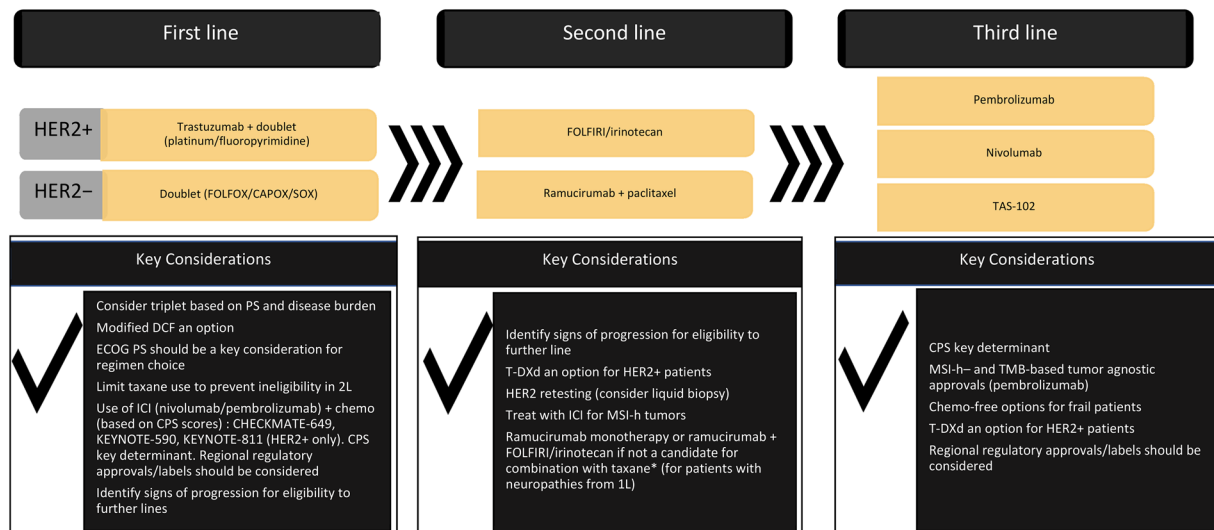 First line
Second line
Third line
HER2+
Trastuzumab + doublet
(platinum/fluoropyrimidine)
HER2−
Doublet (FOLFOX/CAPOX/SOX)
FOLFIRI/irinotecan
Ramucirumab + paclitaxel
Pembrolizumab
Nivolumab
TAS-102
Key Considerations
Consider triplet based on PS and disease burden
Modified DCF an option
ECOG PS should be a key consideration for
regimen choice
Limit taxane use to prevent ineligibility in 2L
Use of ICI (nivolumab/pembrolizumab) + chemo
(based on CPS scores) : CHECKMATE-649,
KEYNOTE-590, KEYNOTE-811 (HER2+ only). CPS
key determinant. Regional regulatory
approvals/labels should be considered
Identify signs of progression for eligibility to
further lines
Key Considerations
Identify signs of progression for eligibility to
further line
T-DXd an option for HER2+ patients
HER2 retesting (consider liquid biopsy)
Treat with ICI for MSI-h tumors
Ramucirumab monotherapy or ramucirumab +
FOLFIRI/irinotecan if not a candidate for
combination with taxane* (for patients with
neuropathies from 1L)
Key Considerations
CPS key determinant
MSI-h– and TMB-based tumor agnostic
approvals (pembrolizumab)
Chemo-free options for frail patients
T-DXd an option for HER2+ patients
Regional regulatory approvals/labels should be
considered